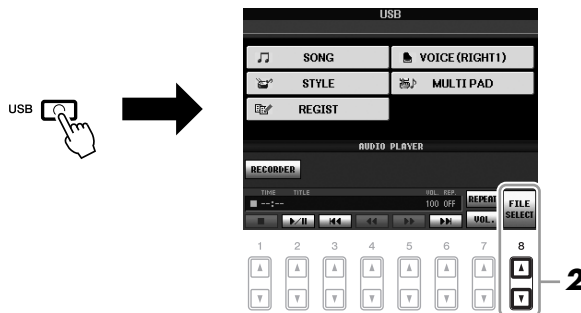 USB
USB
SONG
VOICE (RIGHT1)
STYLE
MULTI PAD
REGIST
AUDIO PLAYER
RECORDER
TIME TITLE VOL. REP.
--:-- 100 OFF
REPEAT
FILE SELECT
VOL.
1 2 3 4 5 6 7 8
2